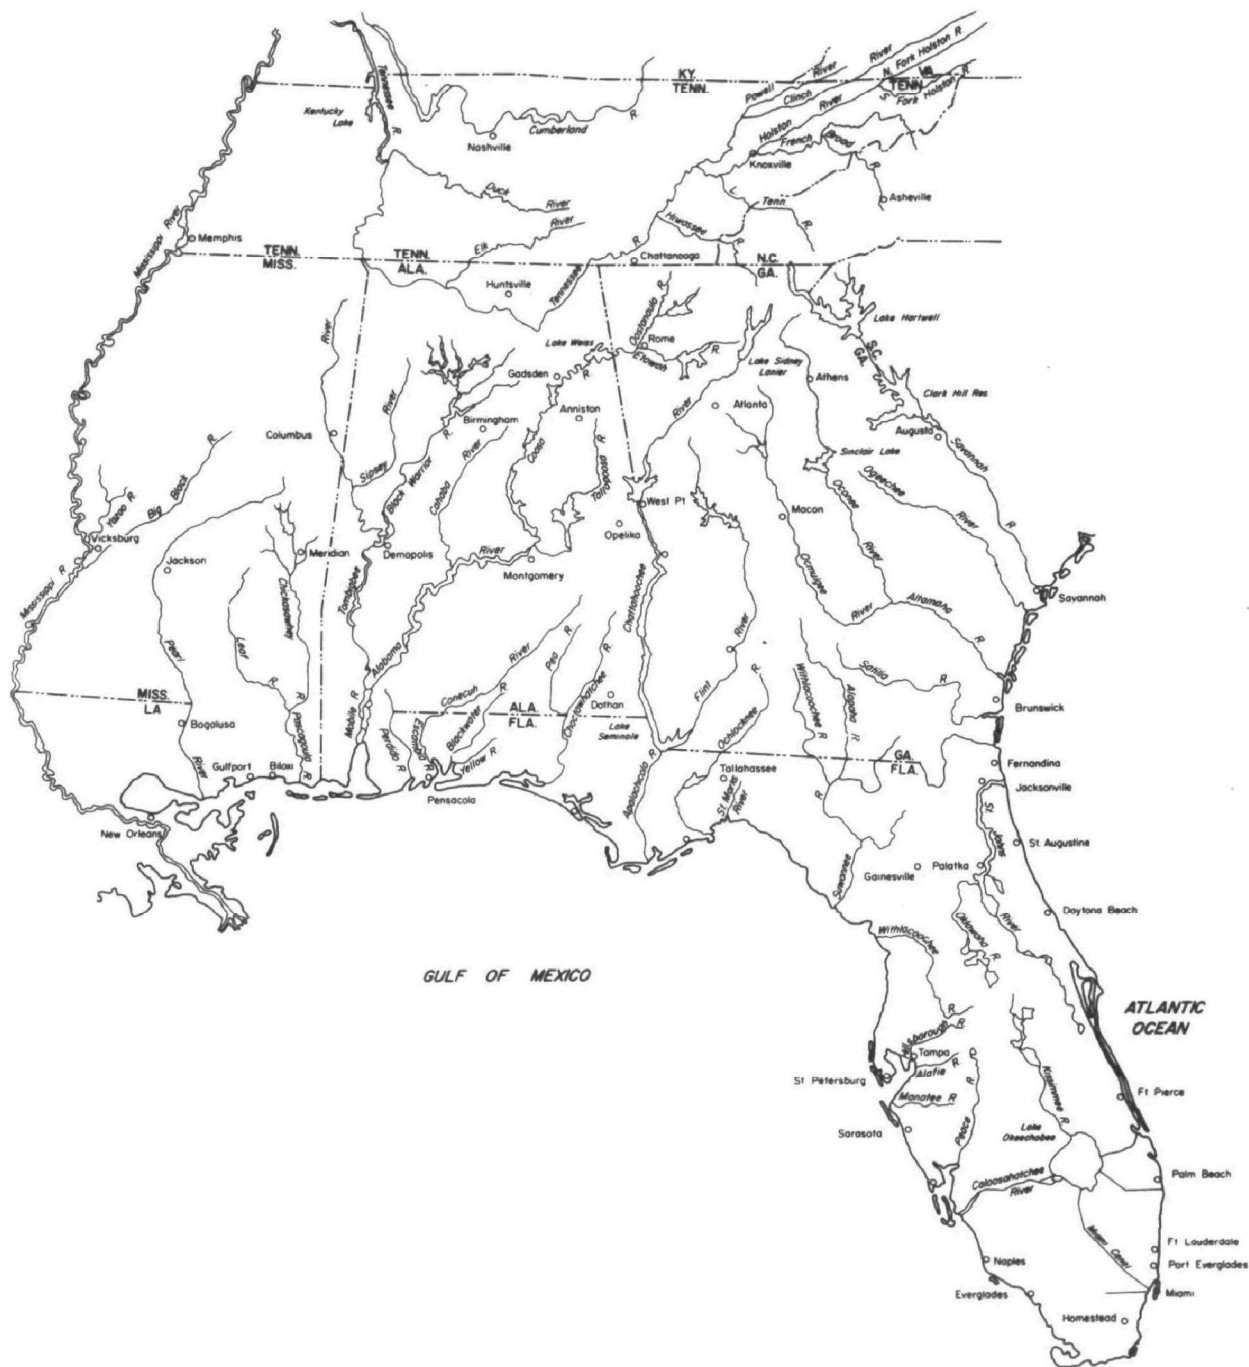 KY.
TENN.
VA.
TENN.
Powell River
Clinch River
N. Fork Holston R.
S. Fork Holston R.
Holston River
French Broad R.
Tennessee R.
Kentucky Lake
Cumberland R.
Nashville
Knoxville
Asheville
Duck River
Elk River
L. Tenn. R.
Hiwassee R.
Mississippi River
Memphis
TENN.
MISS.
TENN.
ALA.
Chattanooga
N.C.
GA.
Huntsville
Tennessee R.
Lake Hartwell
S.C.
GA.
Oostanaula R.
Rome
Etowah R.
Lake Weiss
Lake Sidney
Lanier
Gadsden
Athens
Clark Hill Res.
River
Sipsey River
Birmingham
Anniston
Atlanta
Augusta
Columbus
Black Warrior R.
Cahaba River
Coosa R.
Tallapoosa R.
River
Sinclair Lake
Savannah R.
Ogeechee River
Oconee River
Yazoo R.
Big Black R.
West Pt
Macon
Vicksburg
Opelika
Jackson
Meridian
Demopolis
Montgomery
River
Ocmulgee River
Mississippi R.
Chickasawhay R.
Tombigbee
Alabama
Chattahoochee
Altamaha R.
Savannah
Pearl River
Leaf R.
Conecuh River
Pea R.
Choctawhatchee R.
Flint River
Withlacoochee R.
Alapaha R.
Satilla R.
MISS.
LA
Mobile R.
Pascagoula R.
Dothan
ALA.
FLA.
Lake
Seminole
Ochlocknee R.
Brunswick
Bogalusa
Perdido R.
Escambia
Blackwater R.
Yellow R.
GA.
FLA.
Fernandina
Gulfport
Biloxi
Tallahassee
Jacksonville
Pensacola
Apalachicola R.
St Marks River
New Orleans
St Johns River
St. Augustine
Suwannee R.
Gainesville
Palatka
Daytona Beach
Withlacoochee R.
Oklawaha R.
GULF OF MEXICO
ATLANTIC
OCEAN
Hillsborough R.
Tampa
Alafie R.
St Petersburg
Manatee R
Kissimmee R.
Ft Pierce
Sarasota
Peace R.
Lake
Okeechobee
Caloosahatchee
River
Palm Beach
Miami Canal
Ft Lauderdale
Naples
Port Everglades
Everglades
Miami
Homestead